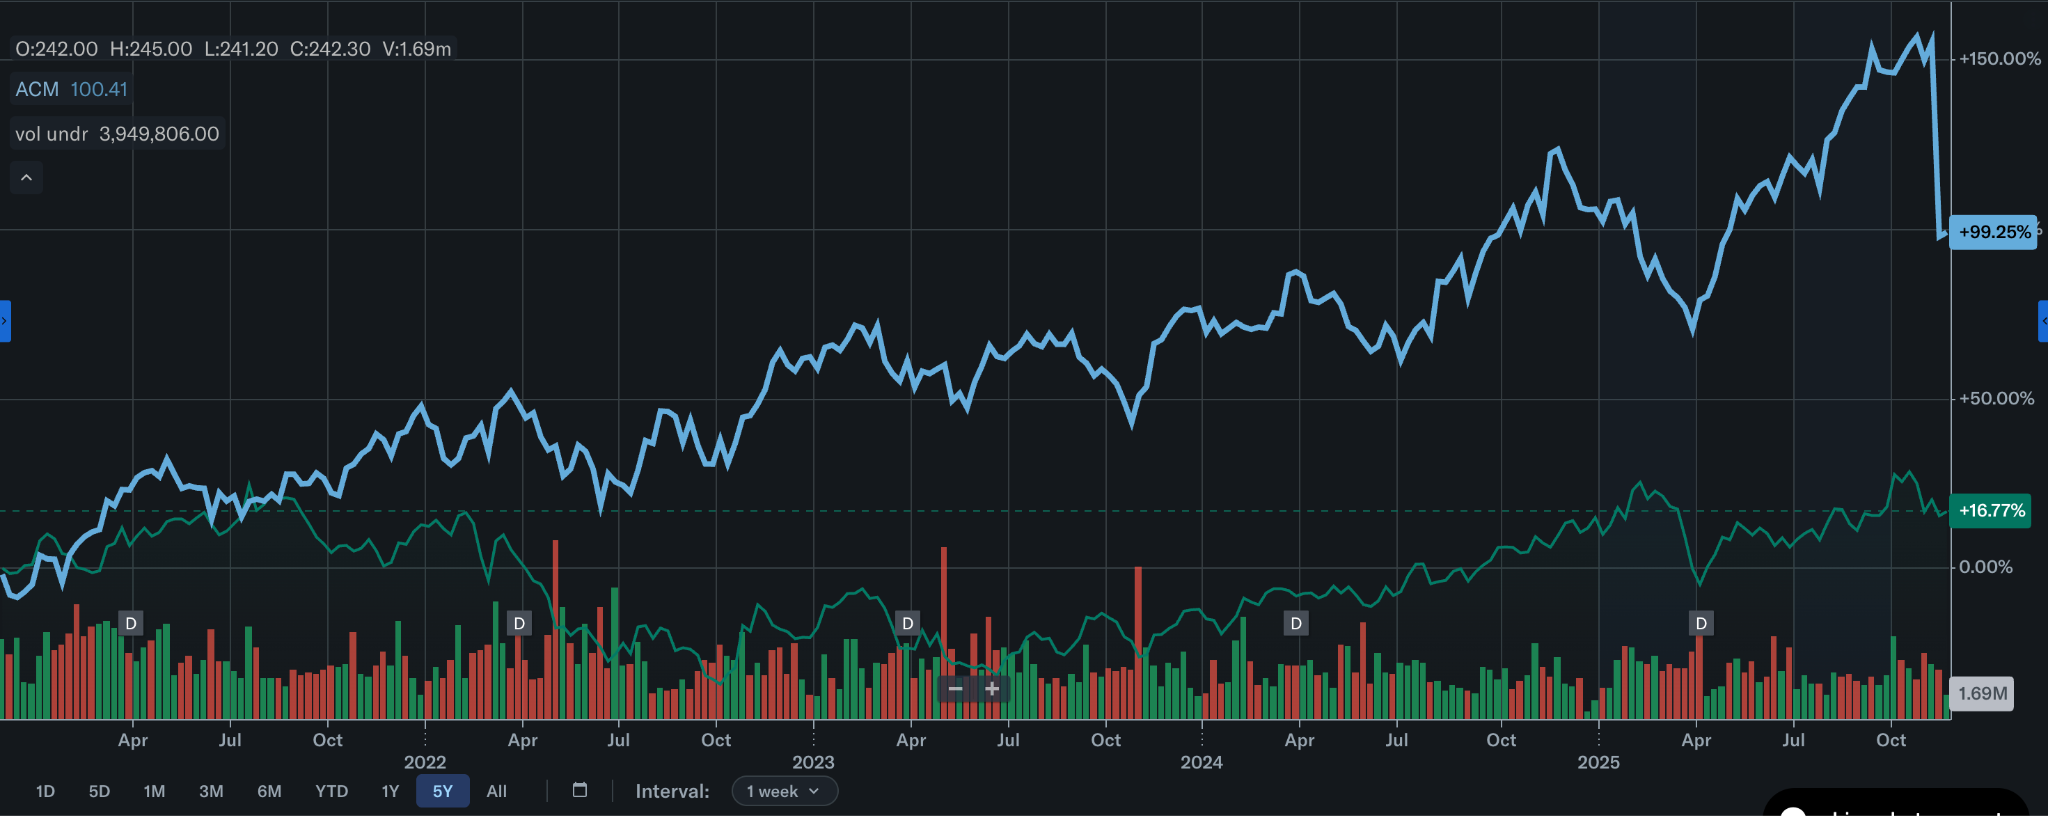 O:242.00 H:245.00 L:241.20 C:242.30 V:1.69m
ACM 100.41
vol undr 3,949,806.00
+150.00%
+99.25%
+50.00%
+16.77%
0.00%
D D D D D
− +
1.69M
Apr Jul Oct Apr Jul Oct Apr Jul Oct Apr Jul Oct Apr Jul Oct
2022 2023 2024 2025
1D 5D 1M 3M 6M YTD 1Y 5Y All Interval: 1 week